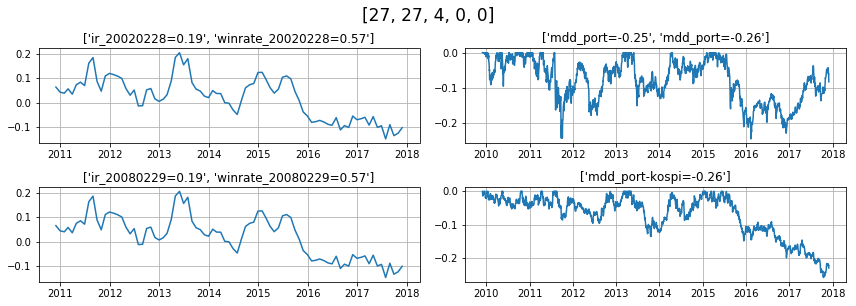 [27, 27, 4, 0, 0]
['ir_20020228=0.19', 'winrate_20020228=0.57']
0.2
0.1
0.0
−0.1
2011 2012 2013 2014 2015 2016 2017 2018
['mdd_port=-0.25', 'mdd_port=-0.26']
0.0
−0.1
−0.2
2010 2011 2012 2013 2014 2015 2016 2017 2018
['ir_20080229=0.19', 'winrate_20080229=0.57']
0.2
0.1
0.0
−0.1
2011 2012 2013 2014 2015 2016 2017 2018
['mdd_port-kospi=-0.26']
0.0
−0.1
−0.2
2010 2011 2012 2013 2014 2015 2016 2017 2018